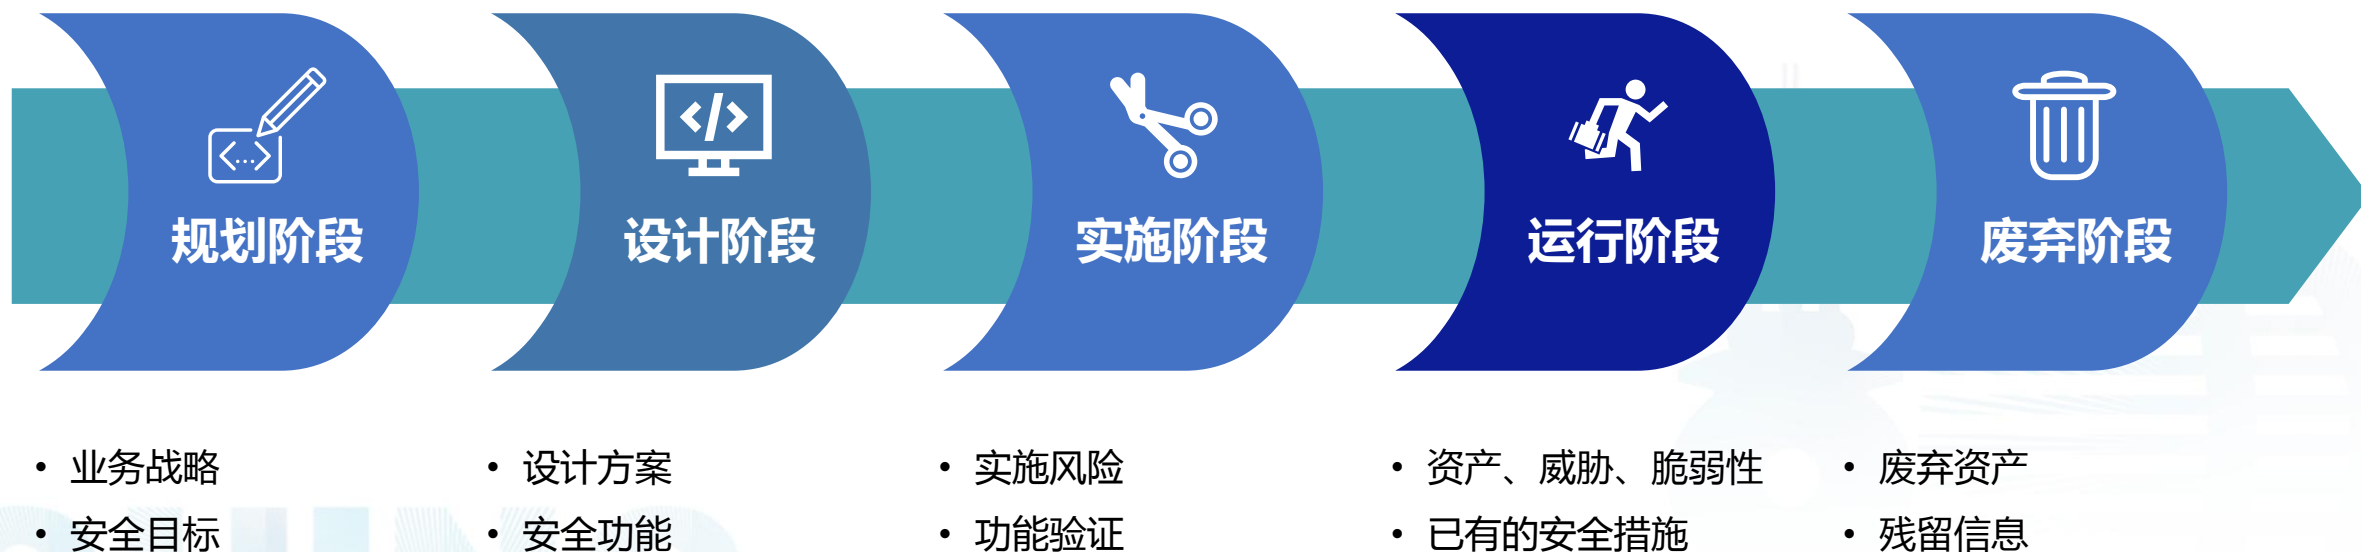 规划阶段
设计阶段
实施阶段
运行阶段
废弃阶段
• 业务战略
• 安全目标
• 设计方案
• 安全功能
• 实施风险
• 功能验证
• 资产、威胁、脆弱性
• 已有的安全措施
• 废弃资产
• 残留信息